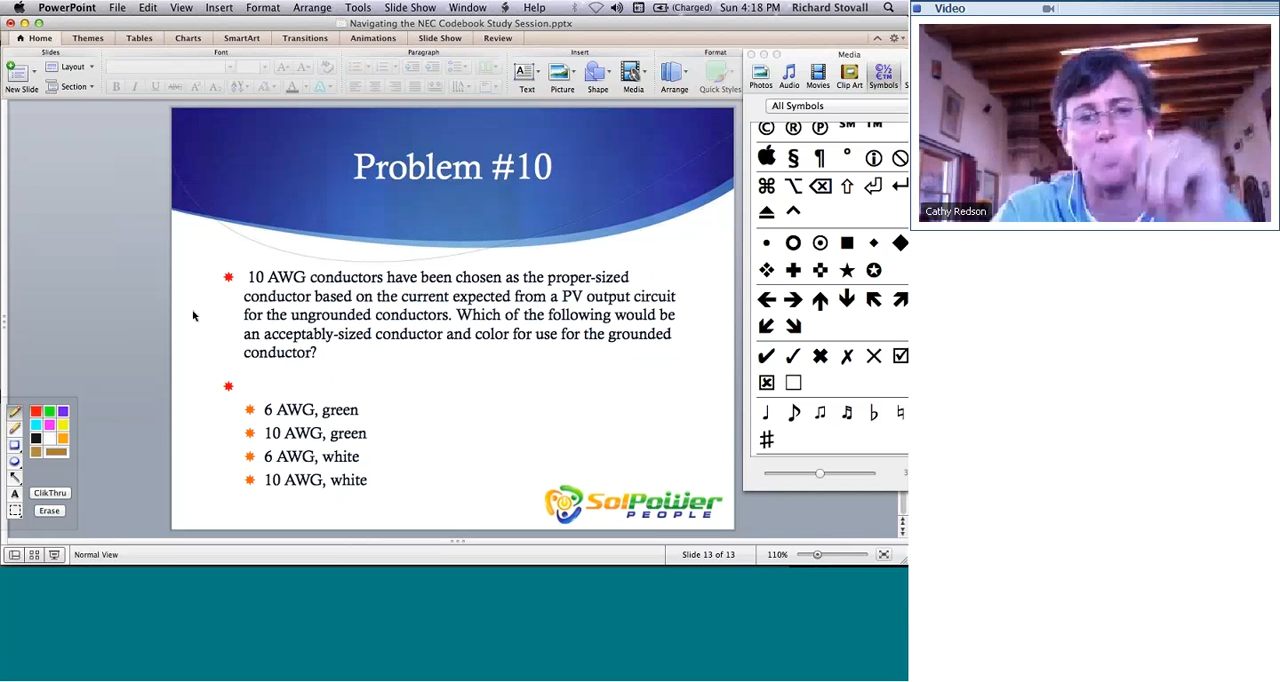 PowerPoint File Edit View Insert Format Arrange Tools Slide Show Window Help (Charged) Sun 4:18 PM Richard Stovall
Navigating the NEC Codebook Study Session.pptx
Home Themes Tables Charts SmartArt Transitions Animations Slide Show Review
Slides Font Paragraph Insert Format
New Slide Layout Section Text Picture Shape Media Arrange Quick Styles
Media
Photos Audio Movies Clip Art Symbols
All Symbols
Problem #10
10 AWG conductors have been chosen as the proper-sized
conductor based on the current expected from a PV output circuit
for the ungrounded conductors. Which of the following would be
an acceptably-sized conductor and color for use for the grounded
conductor?
6 AWG, green
10 AWG, green
6 AWG, white
10 AWG, white
SolPower
PEOPLE
ClikThru
Erase
Normal View Slide 13 of 13 110%
Video
Cathy Redson